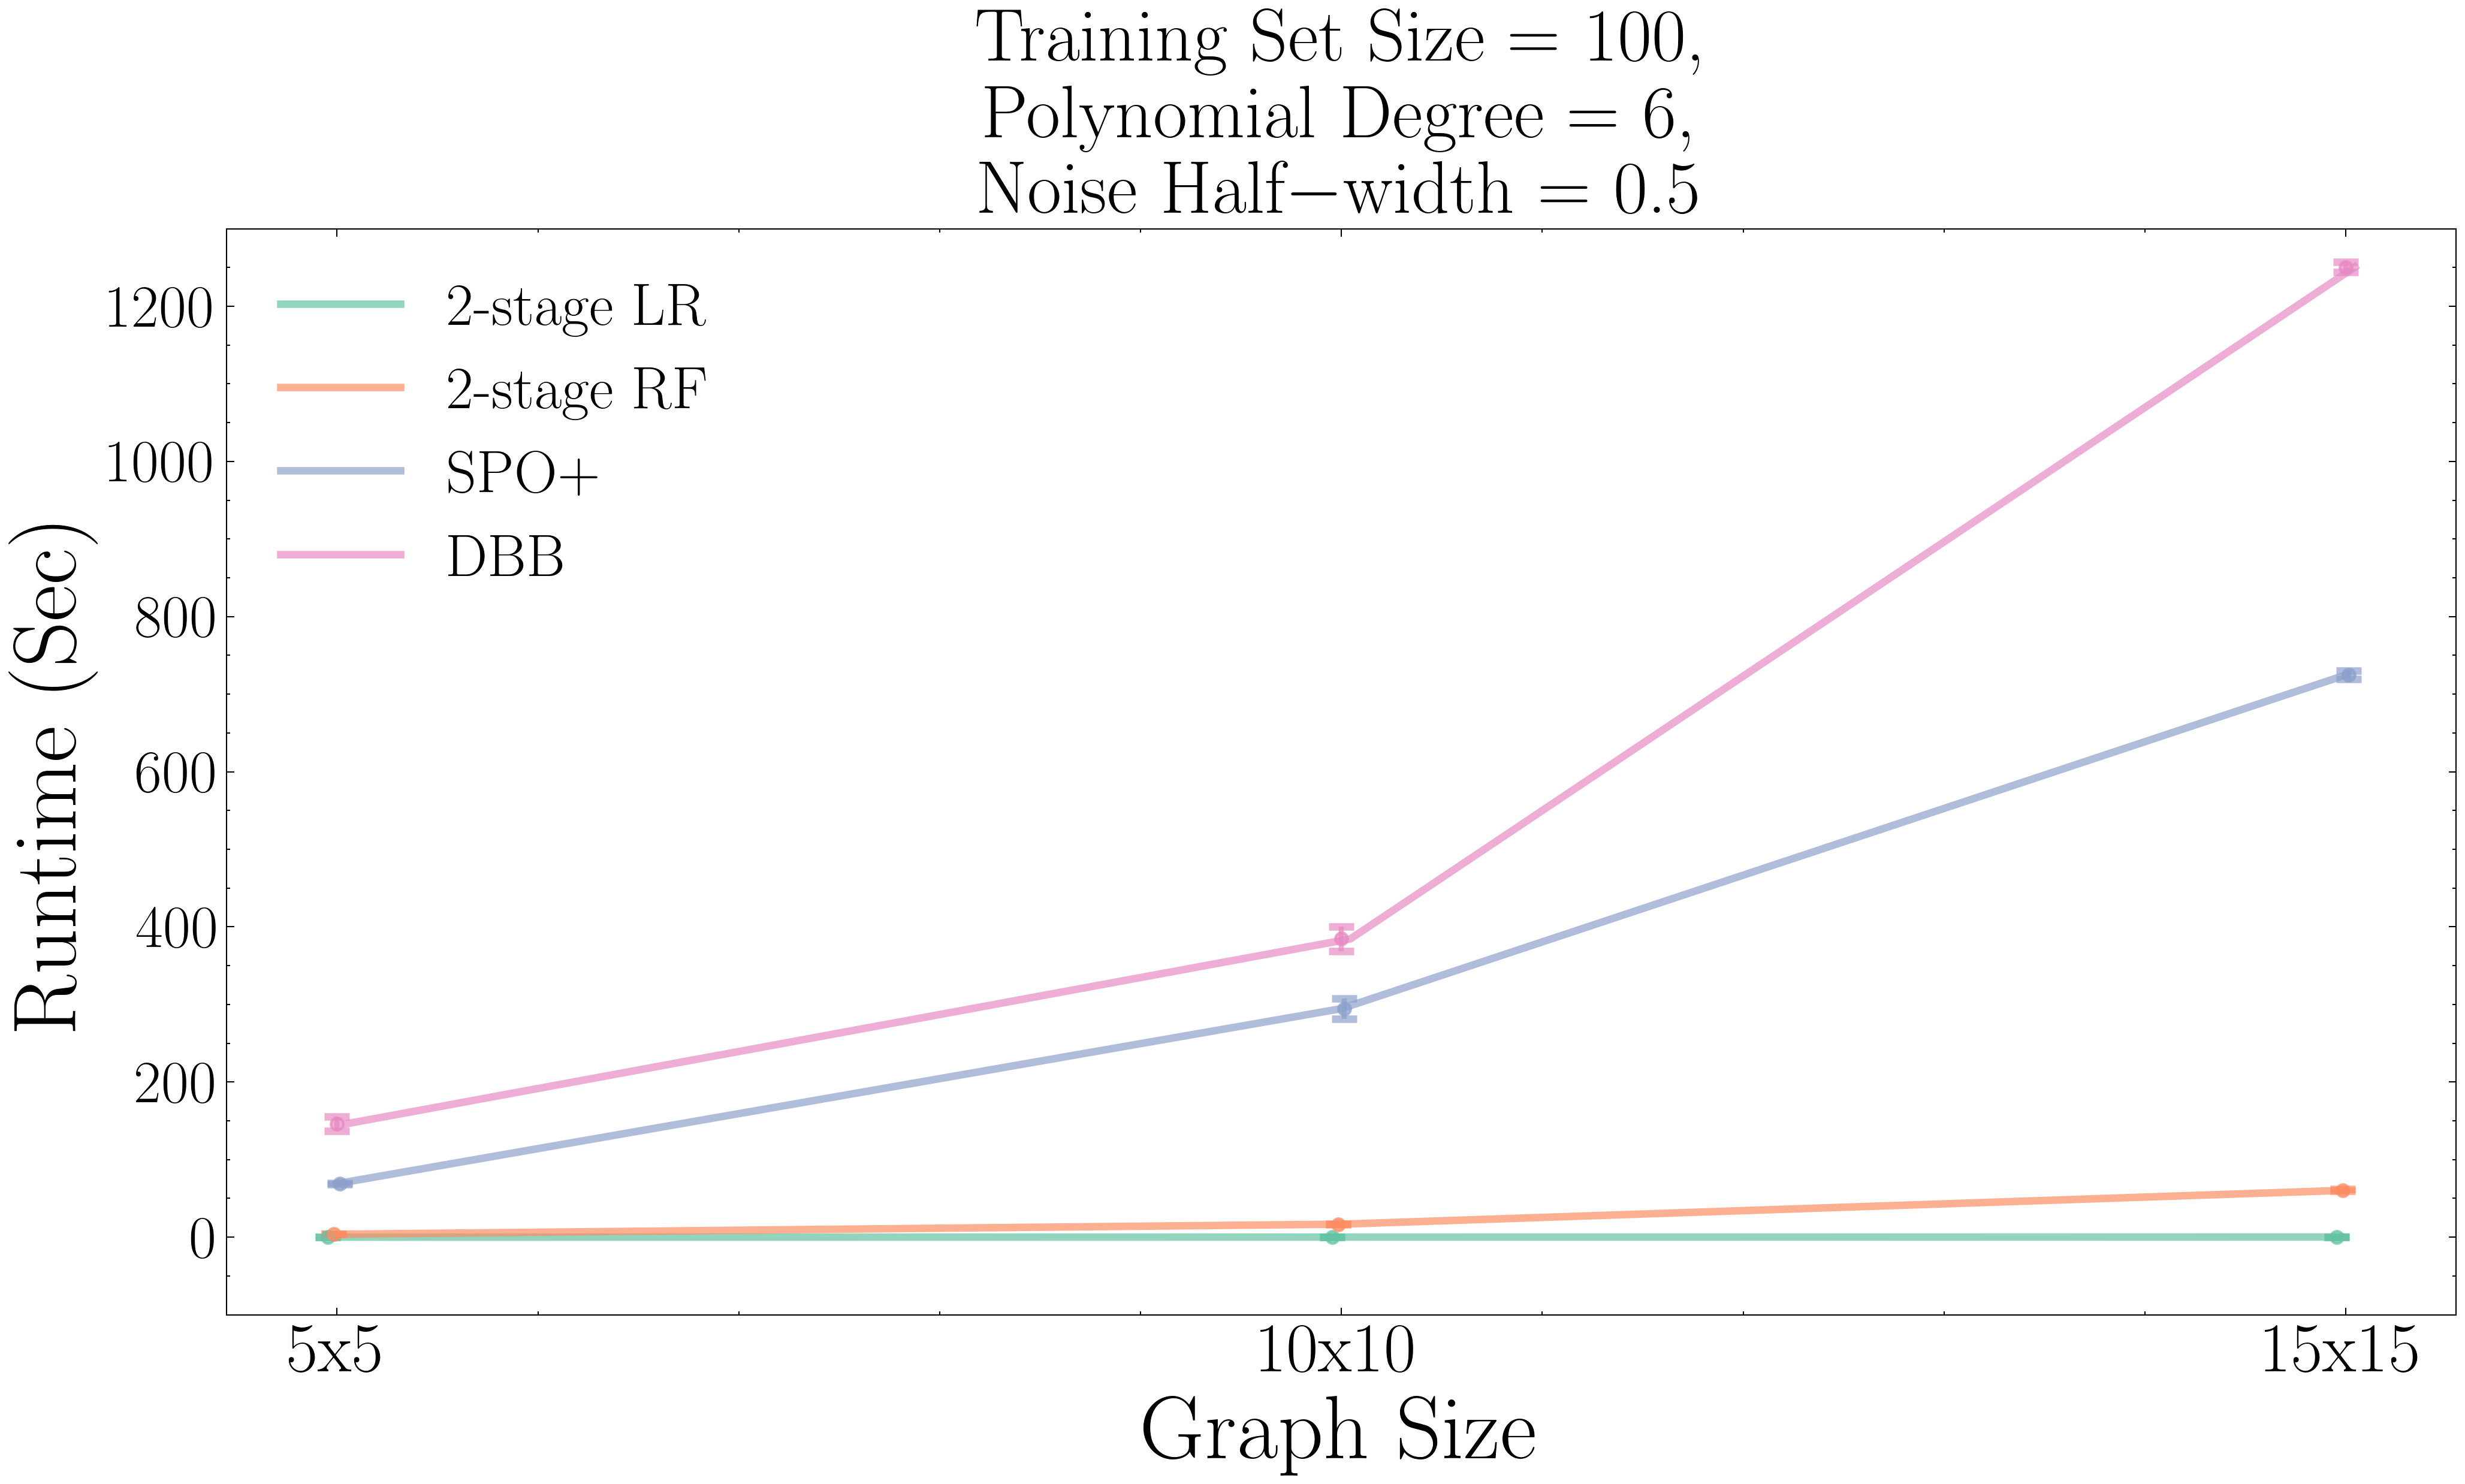 Training Set Size = 100,
Polynomial Degree = 6,
Noise Half−width = 0.5
2-stage LR
2-stage RF
SPO+
DBB
1200
1000
800
600
400
200
0
Runtime (Sec)
5x5 10x10 15x15
Graph Size